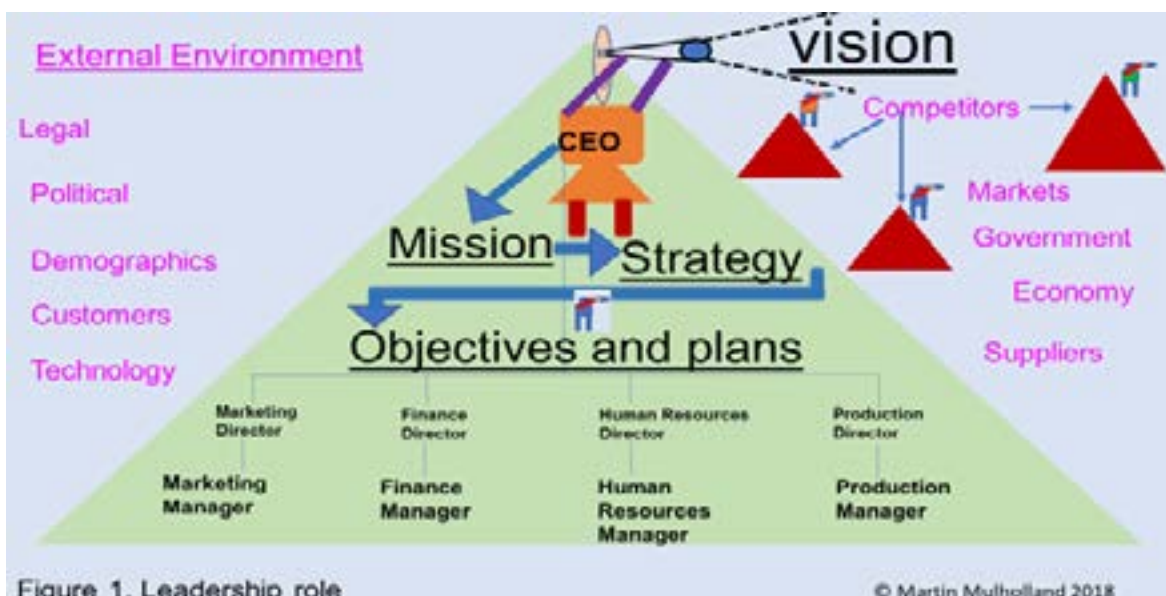 External Environment
vision
Legal
CEO
Competitors
Political
Mission
Markets
Strategy
Government
Demographics
Economy
Customers
Objectives and plans
Suppliers
Technology
Marketing
Director
Finance
Director
Human Resources
Director
Production
Director
Marketing
Manager
Finance
Manager
Human
Resources
Manager
Production
Manager
Figure 1. Leadership role
© Martin Mulholland 2018